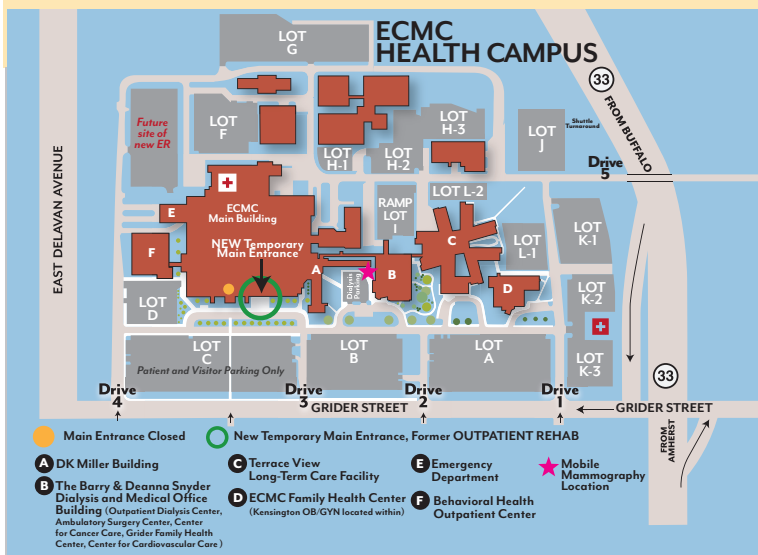 ECMC
HEALTH CAMPUS
LOT
G
33
FROM BUFFALO
Future
site of
new ER
LOT
F
LOT
H-1
LOT
H-2
LOT
H-3
LOT
J
Shuttle
Turnaround
Drive
5
EAST DELAVAN AVENUE
ECMC
Main Building
NEW Temporary
Main Entrance
E
F
A
B
C
D
RAMP
LOT
I
LOT L-2
LOT
L-1
LOT
K-1
LOT
K-2
LOT
K-3
Dialysis
Parking
LOT
D
LOT
C
Patient and Visitor Parking Only
LOT
B
LOT
A
33
Drive
4
Drive
3
Drive
2
Drive
1
GRIDER STREET
GRIDER STREET
FROM
AMHERST
Main Entrance Closed
New Temporary Main Entrance, Former OUTPATIENT REHAB
A DK Miller Building
B The Barry & Deanna Snyder
Dialysis and Medical Office
Building (Outpatient Dialysis Center,
Ambulatory Surgery Center, Center
for Cancer Care, Grider Family Health
Center, Center for Cardiovascular Care )
C Terrace View
Long-Term Care Facility
D ECMC Family Health Center
(Kensington OB/GYN located within)
E Emergency
Department
F Behavioral Health
Outpatient Center
Mobile
Mammography
Location